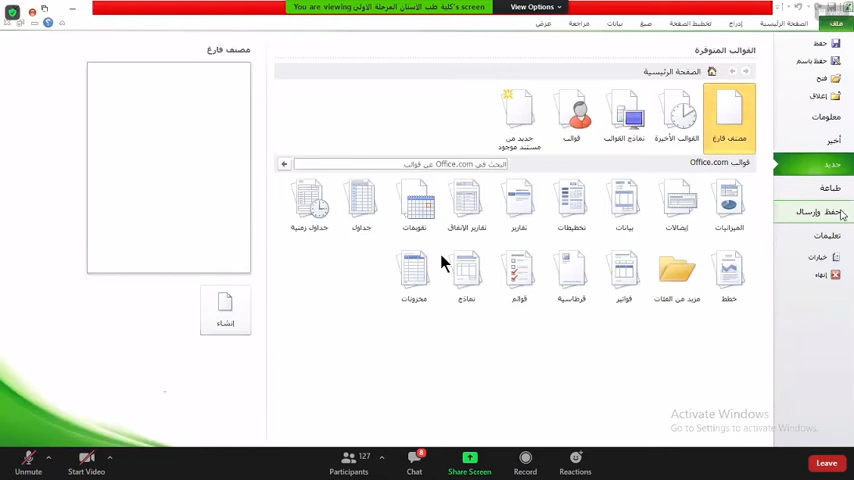 You are viewing كلية طب الاسنان المرحلة الاولى's screen
View Options
ملف
الصفحة الرئيسية
إدراج
تخطيط الصفحة
صيغ
بيانات
مراجعة
عرض
حفظ
حفظ باسم
فتح
إغلاق
معلومات
أخير
جديد
طباعة
حفظ وإرسال
تعليمات
خيارات
إنهاء
القوالب المتوفرة
الصفحة الرئيسية
مصنف فارغ
القوالب الأخيرة
نماذج القوالب
قوالب
جديد من
مستند موجود
قوالب Office.com
البحث في Office.com عن قوالب
الميزانيات
إيصالات
بيانات
تخطيطات
تقارير
تقارير الإنفاق
تقويمات
جداول
جداول زمنية
خطط
مزيد من الفئات
فواتير
قرطاسية
قوائم
نماذج
مخزونات
مصنف فارغ
إنشاء
Activate Windows
Go to Settings to activate Windows.
Unmute
Start Video
127
Participants
8
Chat
Share Screen
Record
Reactions
Leave